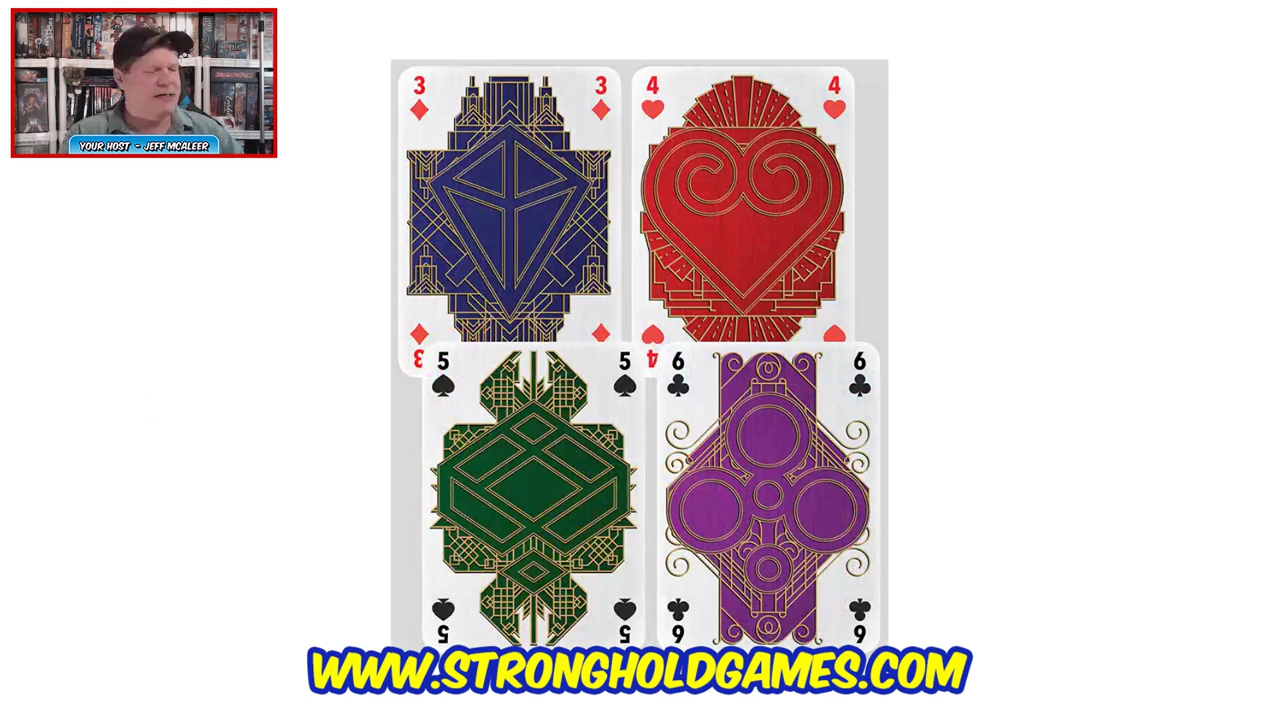 YOUR HOST - JEFF MCALEER
3 3 4 4
3 4
5 5 6 6
5 5 6 6
WWW.STRONGHOLDGAMES.COM